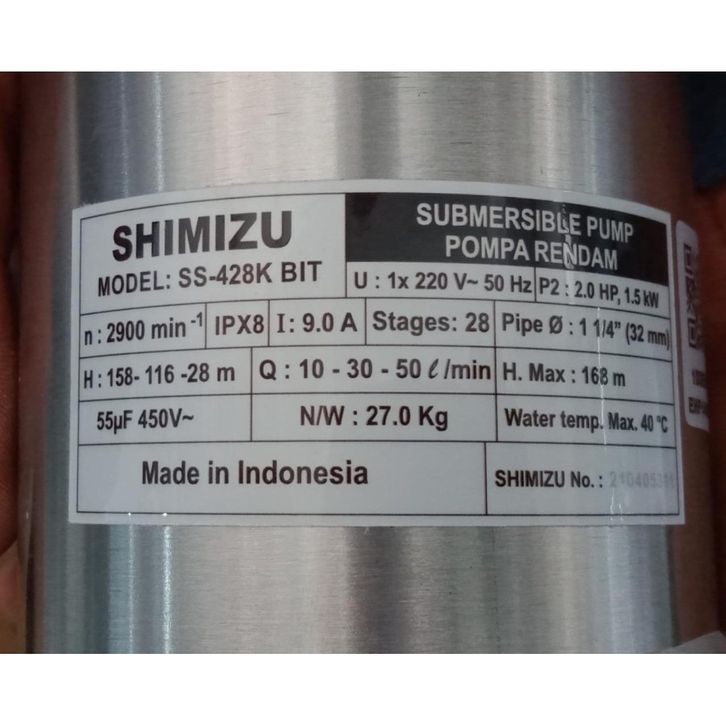 SHIMIZU
MODEL: SS-428K BIT
SUBMERSIBLE PUMP
POMPA RENDAM
U : 1x 220 V~ 50 Hz P2 : 2.0 HP, 1.5 kW
n : 2900 min -1 IPX8 I: 9.0 A Stages: 28 Pipe Ø : 1 1/4” (32 mm)
H : 158- 116 -28 m Q : 10 - 30 - 50 ℓ/min H. Max : 168 m
55µF 450V~ N/W : 27.0 Kg Water temp. Max. 40 °C
Made in Indonesia SHIMIZU No. :